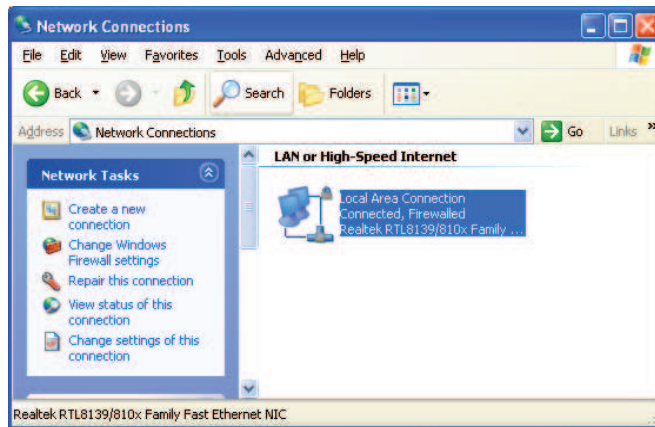 Network Connections
File Edit View Favorites Tools Advanced Help
Back Search Folders
Address Network Connections Go Links »
Network Tasks
Create a new
connection
Change Windows
Firewall settings
Repair this connection
View status of this
connection
Change settings of this
connection
LAN or High-Speed Internet
Local Area Connection
Connected, Firewalled
Realtek RTL8139/810x Family ...
Realtek RTL8139/810x Family Fast Ethernet NIC